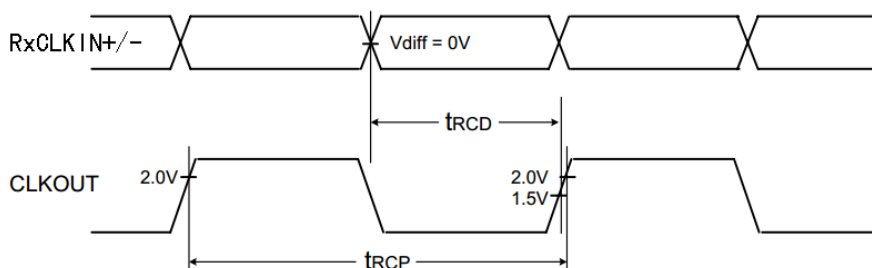 RxCLKIN+/-
Vdiff = 0V
tRCD
CLKOUT
2.0V
2.0V
1.5V
tRCP